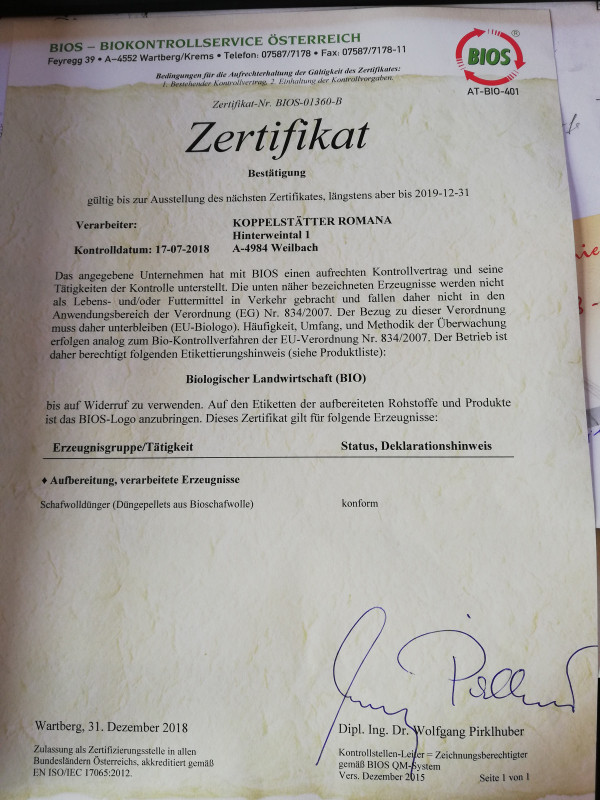 BIOS – BIOKONTROLLSERVICE ÖSTERREICH
Feyregg 39 • A–4552 Wartberg/Krems • Telefon: 07587/7178 • Fax: 07587/7178-11
BIOS
®
AT-BIO-401
Bedingungen für die Aufrechterhaltung der Gültigkeit des Zertifikates:
1. Bestehender Kontrollvertrag, 2. Einhaltung der Kontrollvorgaben.
Zertifikat-Nr. BIOS-01360-B
Zertifikat
Bestätigung
gültig bis zur Ausstellung des nächsten Zertifikates, längstens aber bis 2019-12-31
Verarbeiter: KOPPELSTÄTTER ROMANA
Hinterweintal 1
Kontrolldatum: 17-07-2018 A-4984 Weilbach
Das angegebene Unternehmen hat mit BIOS einen aufrechten Kontrollvertrag und seine
Tätigkeiten der Kontrolle unterstellt. Die unten näher bezeichneten Erzeugnisse werden nicht
als Lebens- und/oder Futtermittel in Verkehr gebracht und fallen daher nicht in den
Anwendungsbereich der Verordnung (EG) Nr. 834/2007. Der Bezug zu dieser Verordnung
muss daher unterbleiben (EU-Biologo). Häufigkeit, Umfang, und Methodik der Überwachung
erfolgen analog zum Bio-Kontrollverfahren der EU-Verordnung Nr. 834/2007. Der Betrieb ist
daher berechtigt folgenden Etikettierungshinweis (siehe Produktliste):
Biologischer Landwirtschaft (BIO)
bis auf Widerruf zu verwenden. Auf den Etiketten der aufbereiteten Rohstoffe und Produkte
ist das BIOS-Logo anzubringen. Dieses Zertifikat gilt für folgende Erzeugnisse:
Erzeugnisgruppe/Tätigkeit Status, Deklarationshinweis
♦ Aufbereitung, verarbeitete Erzeugnisse
Schafwolldünger (Düngepellets aus Bioschafwolle) konform
Wartberg, 31. Dezember 2018
Dipl. Ing. Dr. Wolfgang Pirklhuber
Zulassung als Zertifizierungsstelle in allen
Bundesländern Österreichs, akkreditiert gemäß
EN ISO/IEC 17065:2012.
Kontrollstellen-Leiter = Zeichnungsberechtigter
gemäß BIOS QM-System
Vers. Dezember 2015 Seite 1 von 1